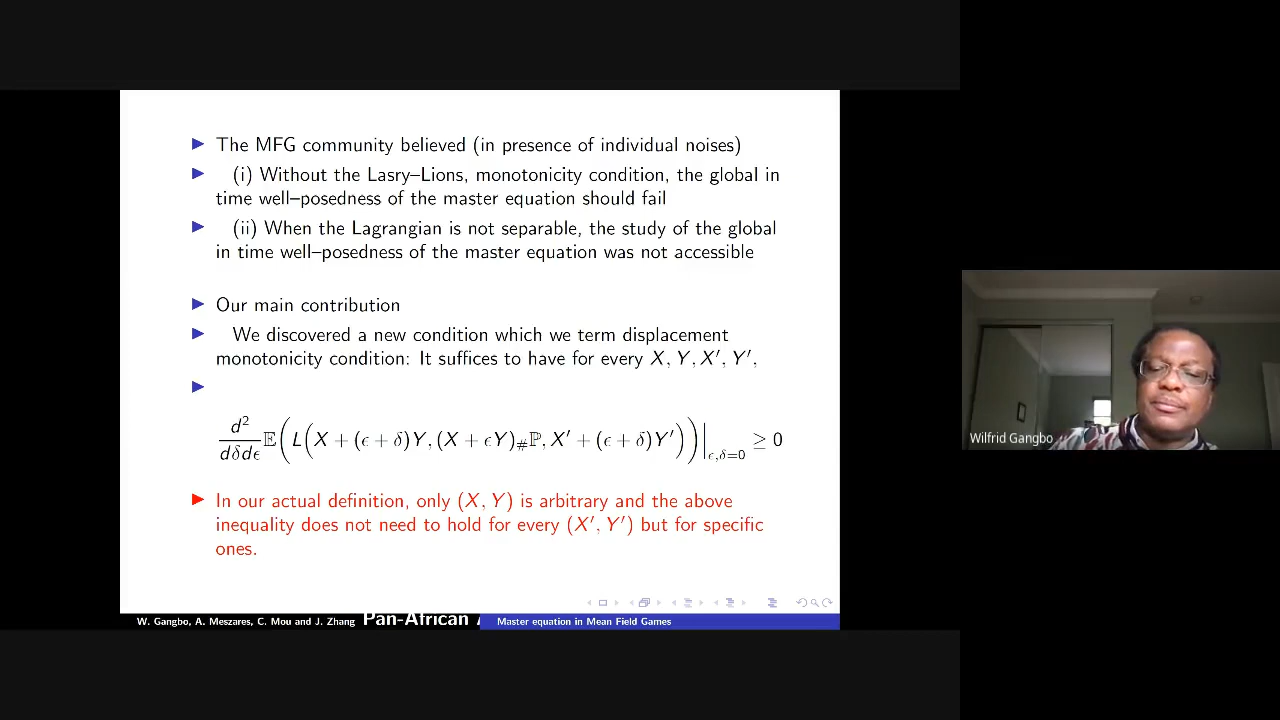 The MFG community believed (in presence of individual noises)
(i) Without the Lasry–Lions, monotonicity condition, the global in
time well–posedness of the master equation should fail
(ii) When the Lagrangian is not separable, the study of the global
in time well–posedness of the master equation was not accessible
Our main contribution
We discovered a new condition which we term displacement
monotonicity condition: It suffices to have for every X, Y, X′, Y′,
d²/dδdϵ 𝔼(L(X + (ϵ + δ)Y, (X + ϵY)#ℙ, X′ + (ϵ + δ)Y′))|ϵ,δ=0 ≥ 0
In our actual definition, only (X, Y) is arbitrary and the above
inequality does not need to hold for every (X′, Y′) but for specific
ones.
W. Gangbo, A. Meszares, C. Mou and J. Zhang Pan-African Master equation in Mean Field Games
Wilfrid Gangbo